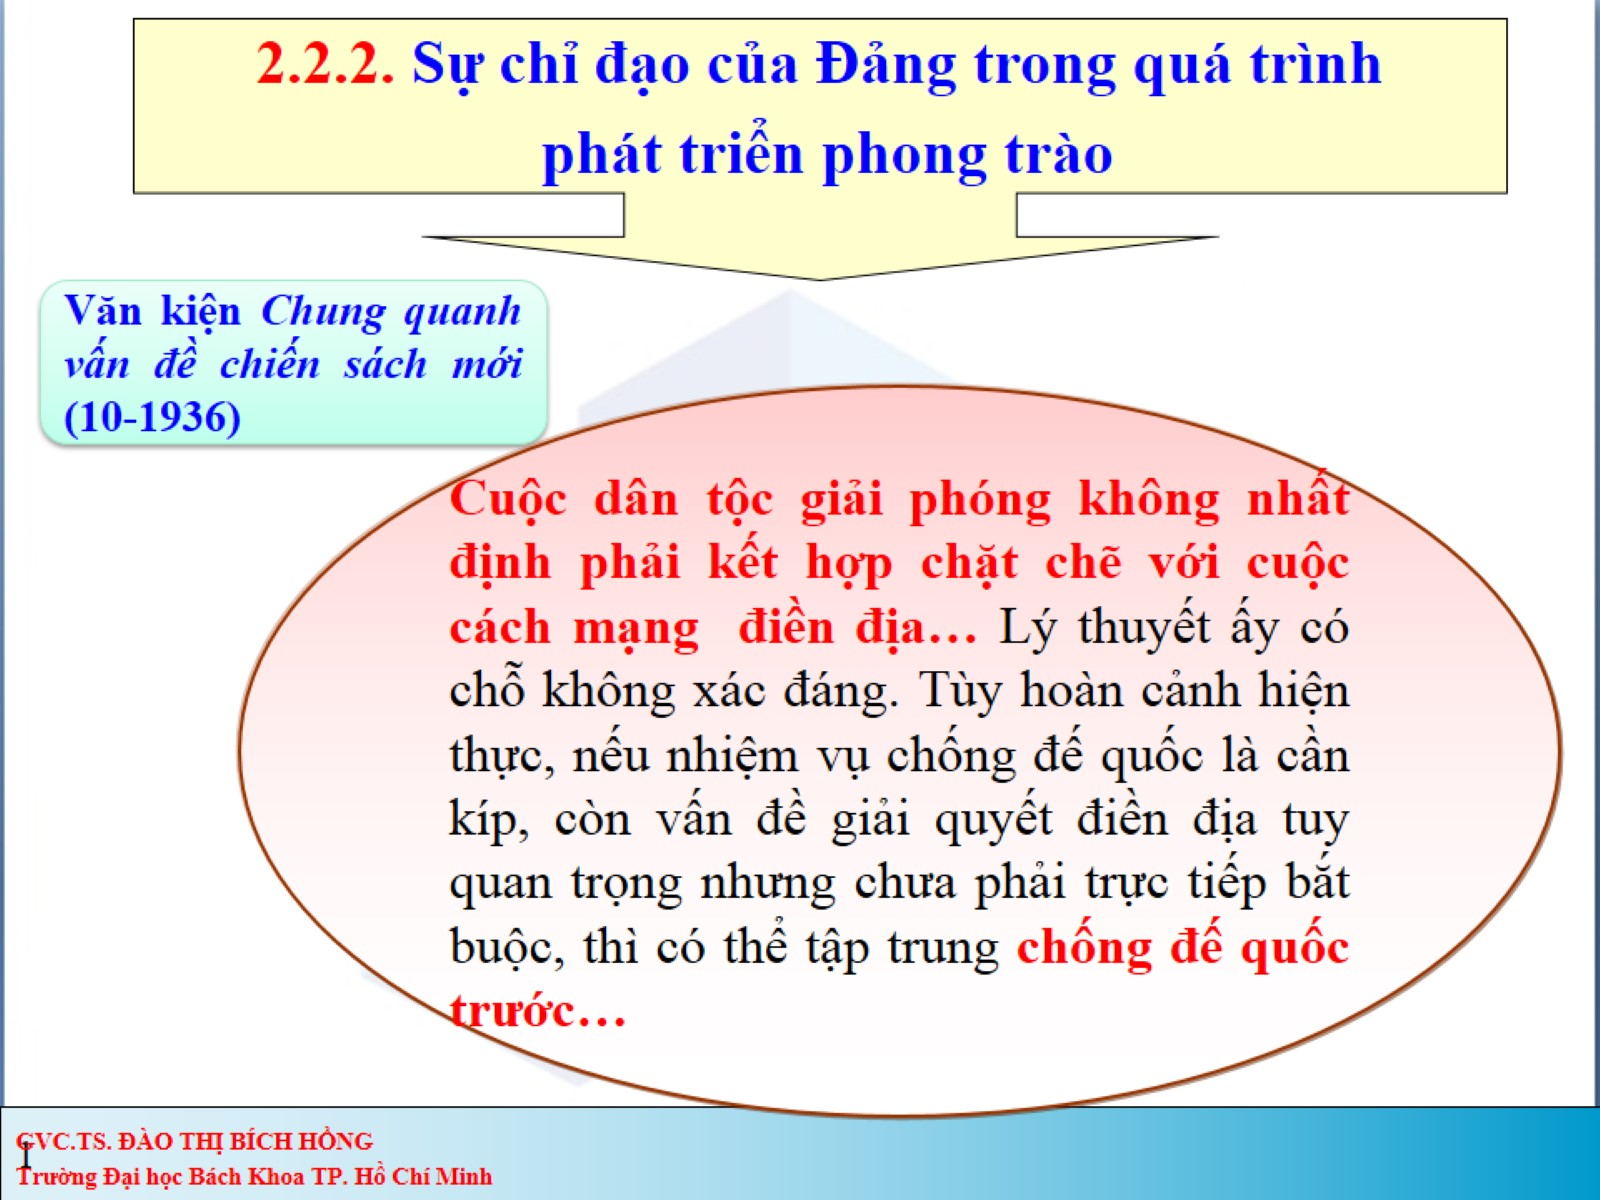 2.2.2. Sự chỉ đạo của Đảng trong quá trình
phát triển phong trào
Văn kiện Chung quanh
vấn đề chiến sách mới
(10-1936)
Cuộc dân tộc giải phóng không nhất
định phải kết hợp chặt chẽ với cuộc
cách mạng điền địa… Lý thuyết ấy có
chỗ không xác đáng. Tùy hoàn cảnh hiện
thực, nếu nhiệm vụ chống đế quốc là cần
kíp, còn vấn đề giải quyết điền địa tuy
quan trọng nhưng chưa phải trực tiếp bắt
buộc, thì có thể tập trung chống đế quốc
trước…
GVC.TS. ĐÀO THỊ BÍCH HỒNG
1
Trường Đại học Bách Khoa TP. Hồ Chí Minh